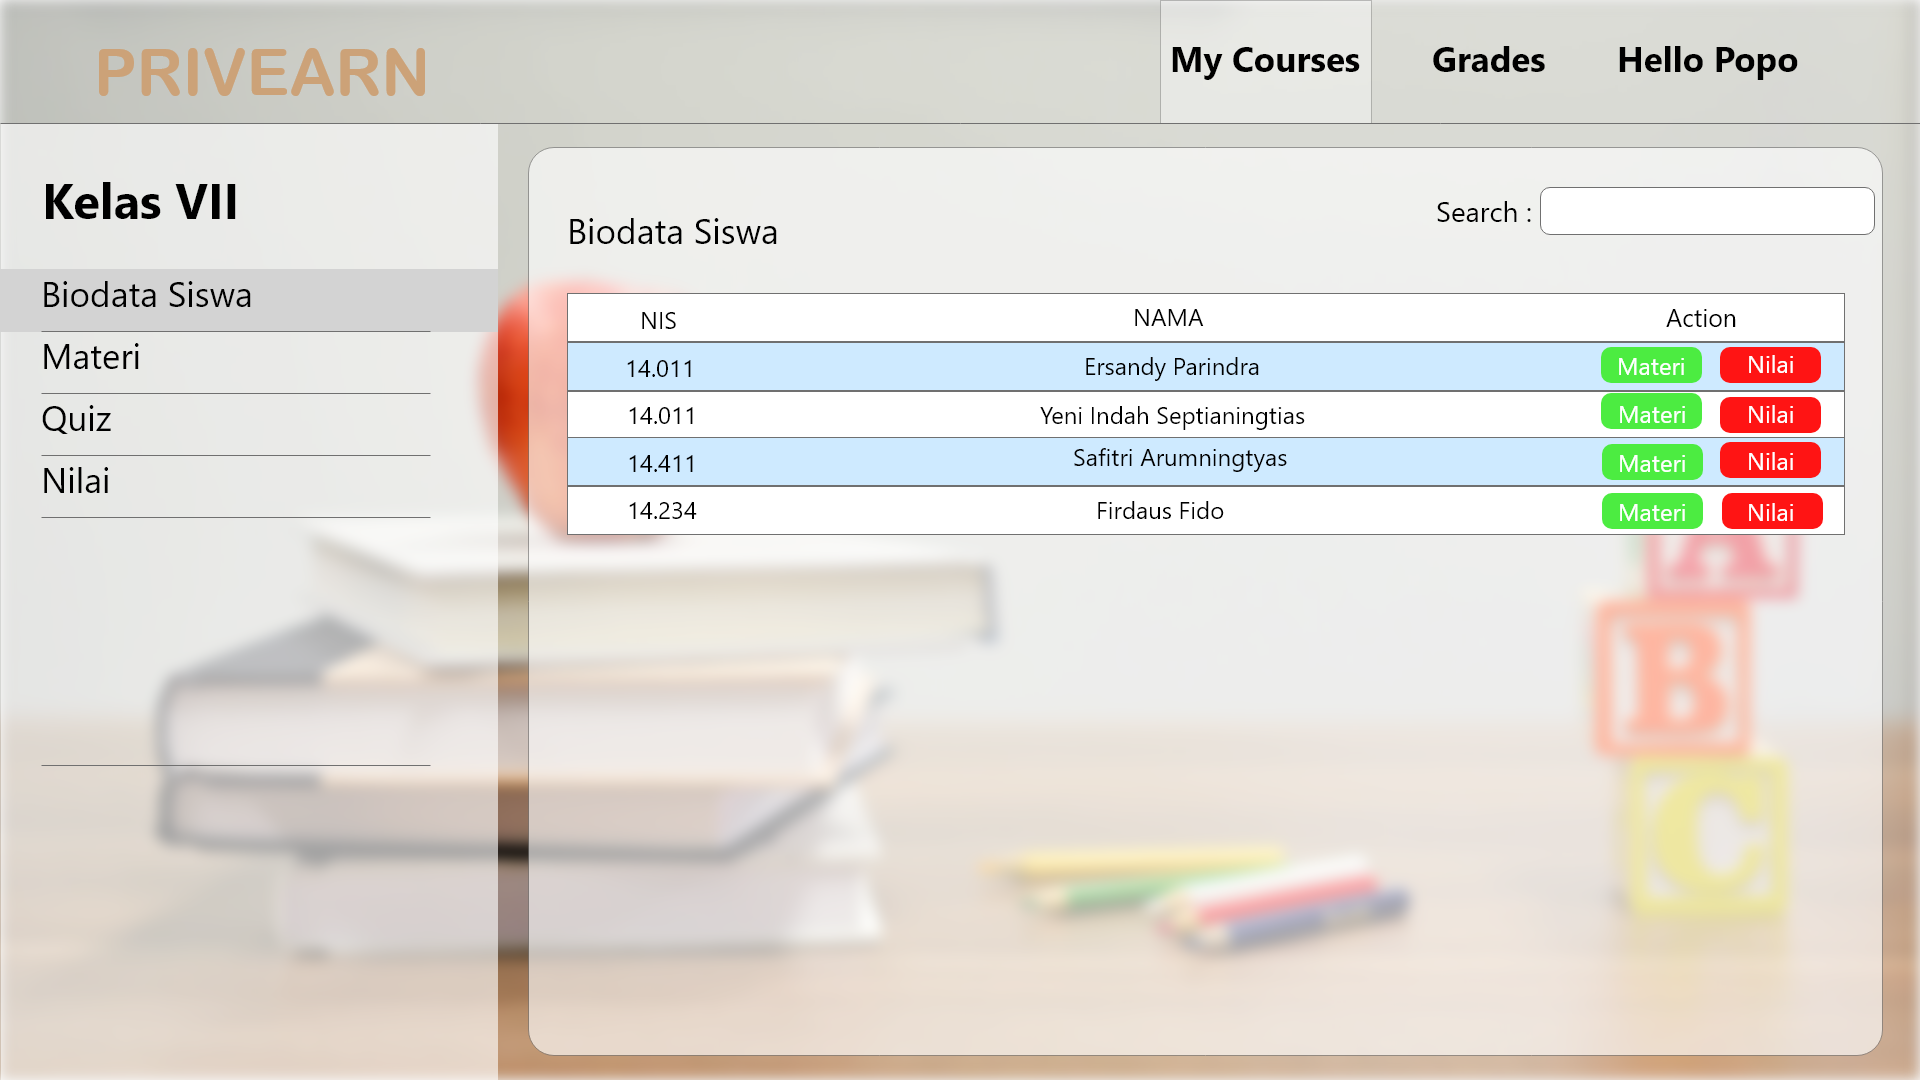 PRIVEARN
My Courses Grades Hello Popo
Kelas VII
Biodata Siswa
Materi
Quiz
Nilai
Search :
Biodata Siswa
NIS NAMA Action
14.011 Ersandy Parindra Materi Nilai
14.011 Yeni Indah Septianingtias Materi Nilai
14.411 Safitri Arumningtyas Materi Nilai
14.234 Firdaus Fido Materi Nilai
A
B
C